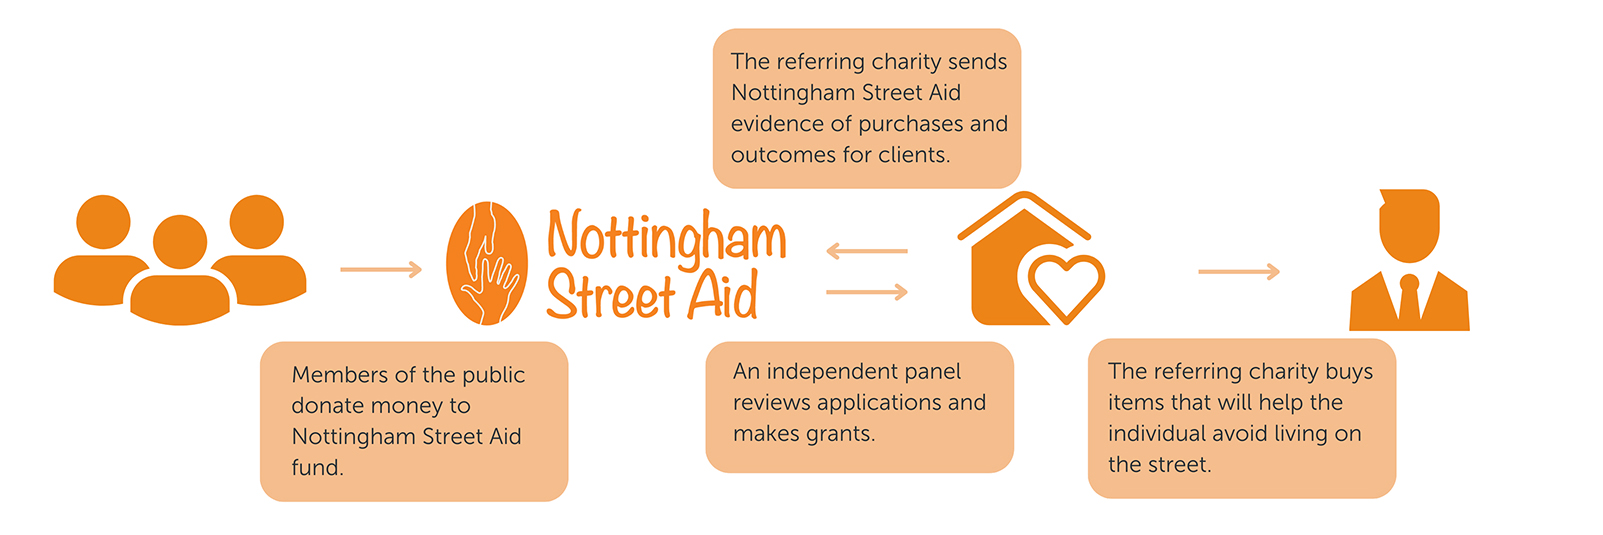 The referring charity sends
Nottingham Street Aid
evidence of purchases and
outcomes for clients.
Nottingham
Street Aid
Members of the public
donate money to
Nottingham Street Aid
fund.
An independent panel
reviews applications and
makes grants.
The referring charity buys
items that will help the
individual avoid living on
the street.